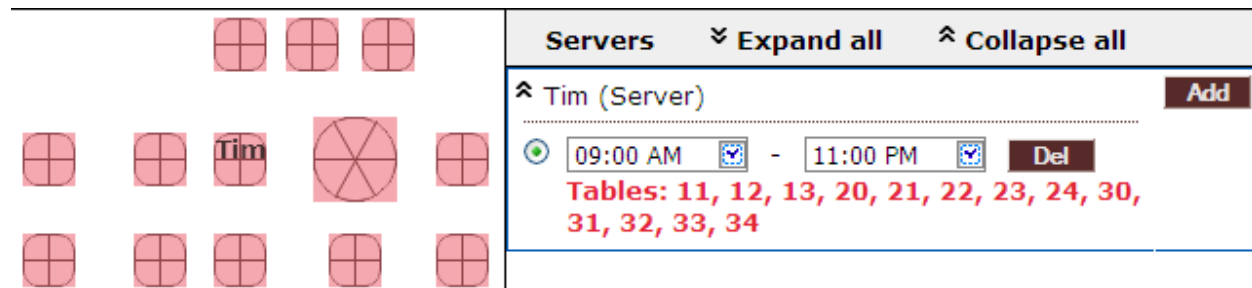 Servers Expand all Collapse all
Tim (Server) Add
Tim
09:00 AM - 11:00 PM Del
Tables: 11, 12, 13, 20, 21, 22, 23, 24, 30,
31, 32, 33, 34